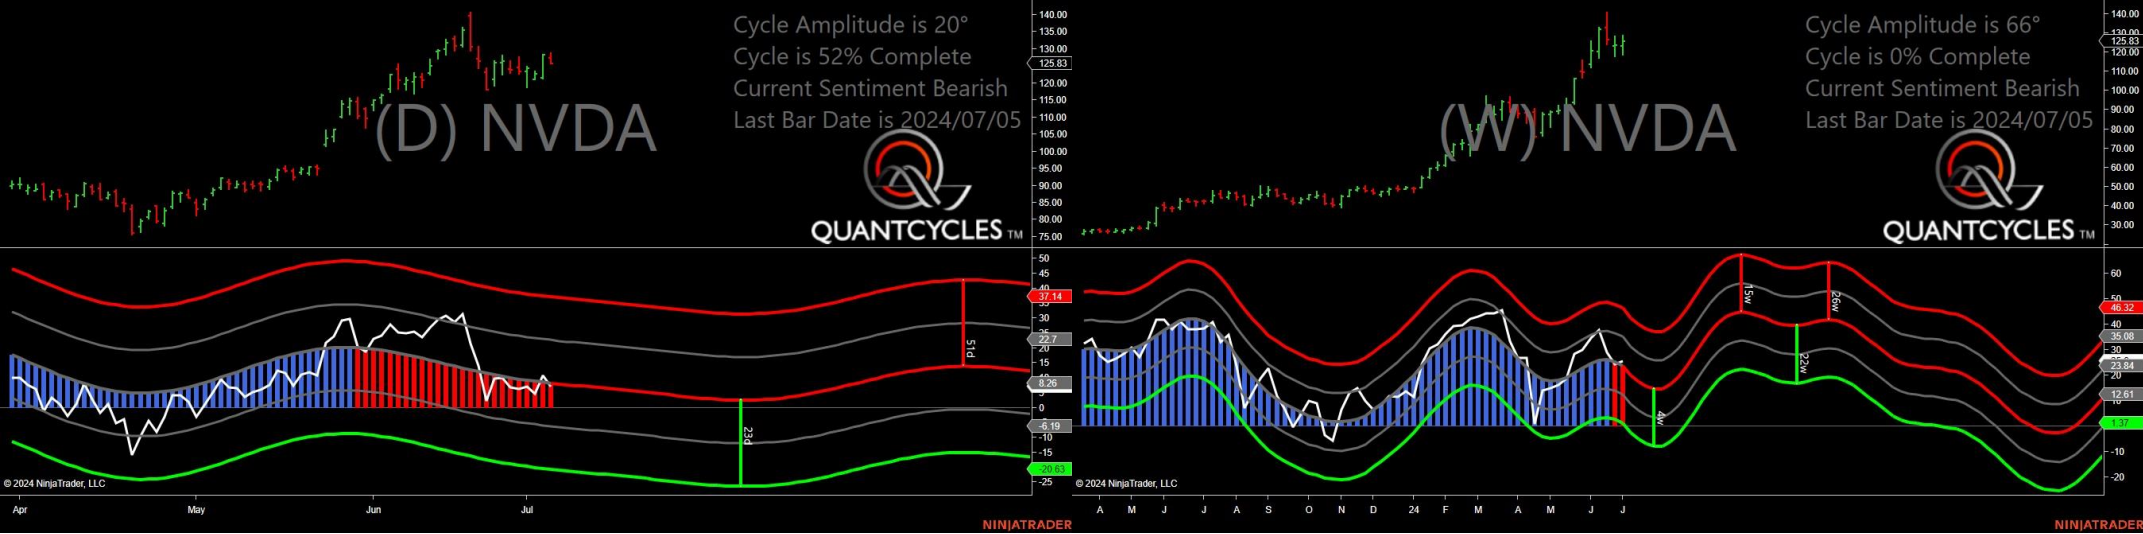 Cycle Amplitude is 20°
Cycle is 52% Complete
Current Sentiment Bearish
Last Bar Date is 2024/07/05
(D) NVDA
QUANTCYCLES TM
140.00
135.00
130.00
125.83
120.00
115.00
110.00
105.00
100.00
95.00
90.00
85.00
80.00
75.00
50
45
40
37.14
30
25
22.7
20
15
8.26
0
-6.19
-10
-15
-20.63
-25
51d
23d
© 2024 NinjaTrader, LLC
Apr May Jun Jul
NINJATRADER
Cycle Amplitude is 66°
Cycle is 0% Complete
Current Sentiment Bearish
Last Bar Date is 2024/07/05
(W) NVDA
QUANTCYCLES TM
140.00
130.00
125.83
120.00
110.00
100.00
90.00
80.00
70.00
60.00
50.00
40.00
30.00
60
50
46.32
40
35.08
30
23.84
20
12.61
10
1.37
-10
-20
15w
26w
22w
4w
© 2024 NinjaTrader, LLC
A M J J A S O N D 24 F M A M J J
NINJATRADER